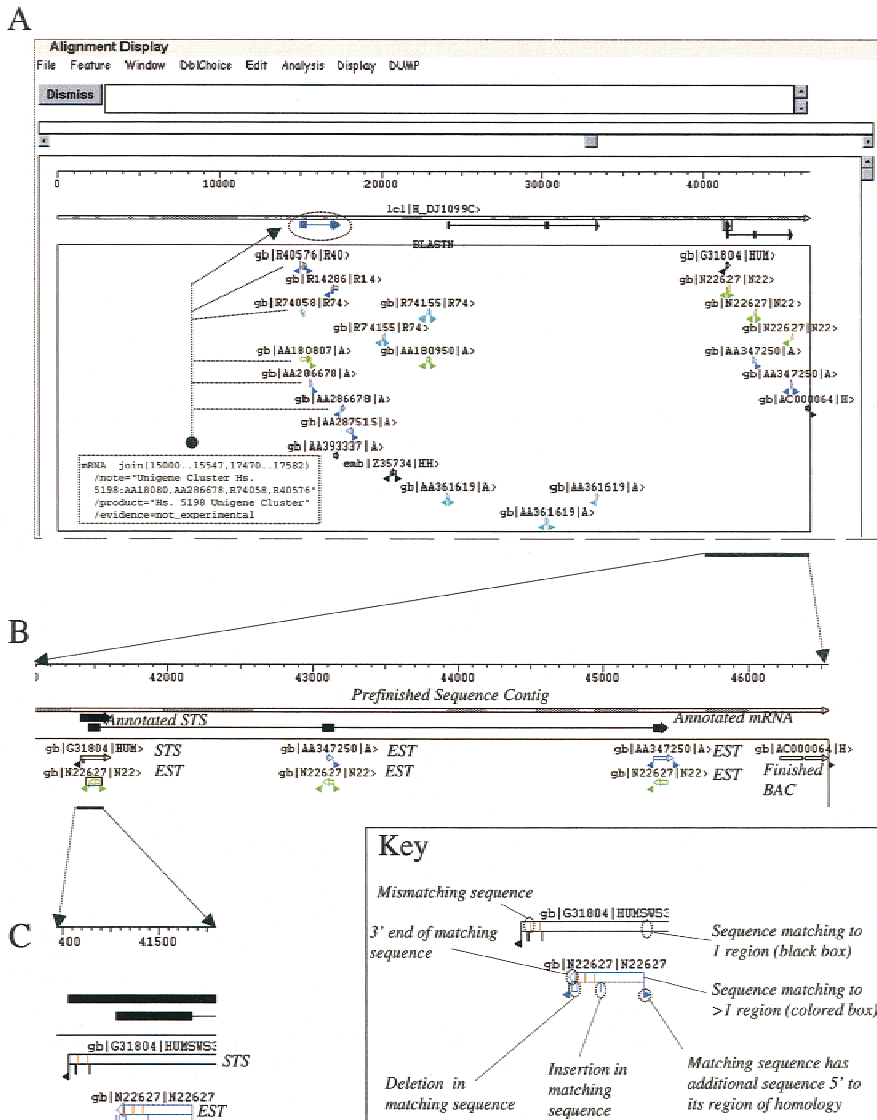 A
Alignment Display
File Feature Window DblChoice Edit Analysis Display DUMP
Dismiss
0 10000 20000 30000 40000
lcl|H_DJ1099C>
BLASTN
gb|R40576|R40> gb|G31804|HUM>
gb|R14286|R14> gb|N22627|N22>
gb|R74058|R74> gb|R74155|R74> gb|N22627|N22>
gb|R74155|R74> gb|N22627|N22>
gb|AA180807|A> gb|AA180950|A> gb|AA347250|A>
gb|AA286678|A> gb|AA347250|A>
gb|AA286678|A> gb|AC000064|H>
gb|AA287515|A>
gb|AA393337|A>
emb|Z35734|HH>
gb|AA361619|A> gb|AA361619|A>
gb|AA361619|A>
mRNA join(15000..15547,17470..17582)
/note="Unigene Cluster Hs.
5198:AA18080,AA286678,R74058,R40576"
/product="Hs. 5198 Unigene Cluster"
/evidence=not_experimental
B
42000 43000 44000 45000 46000
Prefinished Sequence Contig
Annotated STS Annotated mRNA
gb|G31804|HUM> STS gb|AA347250|A> EST gb|AA347250|A> EST gb|AC000064|H>
gb|N22627|N22> EST gb|N22627|N22> EST gb|N22627|N22> EST Finished
BAC
C
400 41500
gb|G31804|HUMSWS3
STS
gb|N22627|N22627
EST
Key
Mismatching sequence
gb|G31804|HUMSWS3
3' end of matching
sequence
Sequence matching to
1 region (black box)
gb|N22627|N22627
Sequence matching to
>1 region (colored box)
Deletion in
matching sequence
Insertion in
matching
sequence
Matching sequence has
additional sequence 5' to
its region of homology